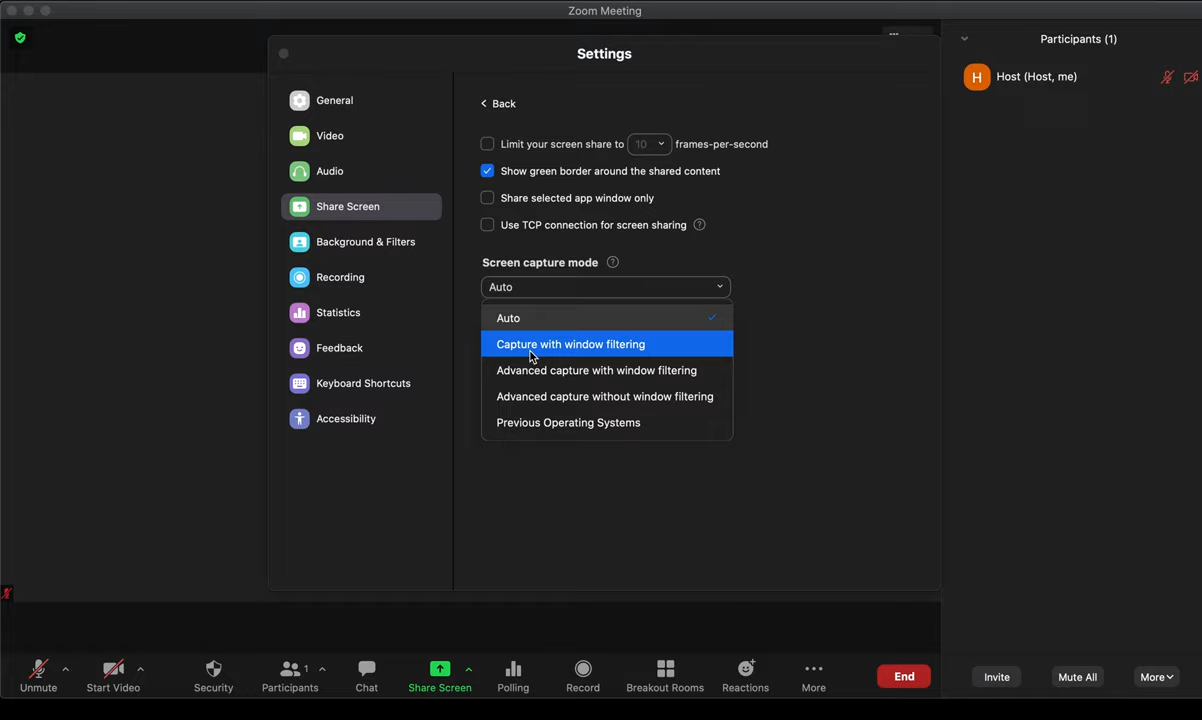 Zoom Meeting
Settings
Participants (1)
H Host (Host, me)
General
Video
Audio
Share Screen
Background & Filters
Recording
Statistics
Feedback
Keyboard Shortcuts
Accessibility
< Back
Limit your screen share to 10 frames-per-second
Show green border around the shared content
Share selected app window only
Use TCP connection for screen sharing ?
Screen capture mode ?
Auto
Auto
Capture with window filtering
Advanced capture with window filtering
Advanced capture without window filtering
Previous Operating Systems
Unmute
Start Video
Security
1
Participants
Chat
Share Screen
Polling
Record
Breakout Rooms
Reactions
More
End
Invite
Mute All
More